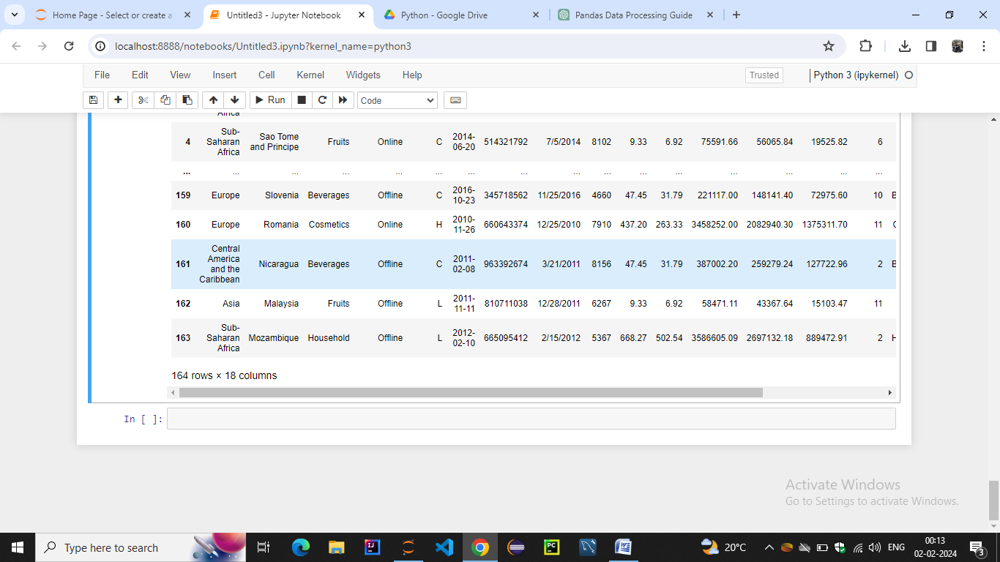 Home Page - Select or create a
Untitled3 - Jupyter Notebook
Python - Google Drive
Pandas Data Processing Guide
localhost:8888/notebooks/Untitled3.ipynb?kernel_name=python3
File Edit View Insert Cell Kernel Widgets Help
Trusted
Python 3 (ipykernel)
Run
Code
Africa
4 Sub-Saharan Africa Sao Tome and Principe Fruits Online C 2014-06-20 514321792 7/5/2014 8102 9.33 6.92 75591.66 56065.84 19525.82 6
... ... ... ... ... ... ... ... ... ... ... ... ... ... ... ...
159 Europe Slovenia Beverages Offline C 2016-10-23 345718562 11/25/2016 4660 47.45 31.79 221117.00 148141.40 72975.60 10 B
160 Europe Romania Cosmetics Online H 2010-11-26 660643374 12/25/2010 7910 437.20 263.33 3458252.00 2082940.30 1375311.70 11
161 Central America and the Caribbean Nicaragua Beverages Offline C 2011-02-08 963392674 3/21/2011 8156 47.45 31.79 387002.20 259279.24 127722.96 2 B
162 Asia Malaysia Fruits Offline L 2011-11-11 810711038 12/28/2011 6267 9.33 6.92 58471.11 43367.64 15103.47 11
163 Sub-Saharan Africa Mozambique Household Offline L 2012-02-10 665095412 2/15/2012 5367 668.27 502.54 3586605.09 2697132.18 889472.91 2 H
164 rows × 18 columns
In [ ]:
Activate Windows
Go to Settings to activate Windows.
Type here to search
20°C
ENG
00:13
02-02-2024
3